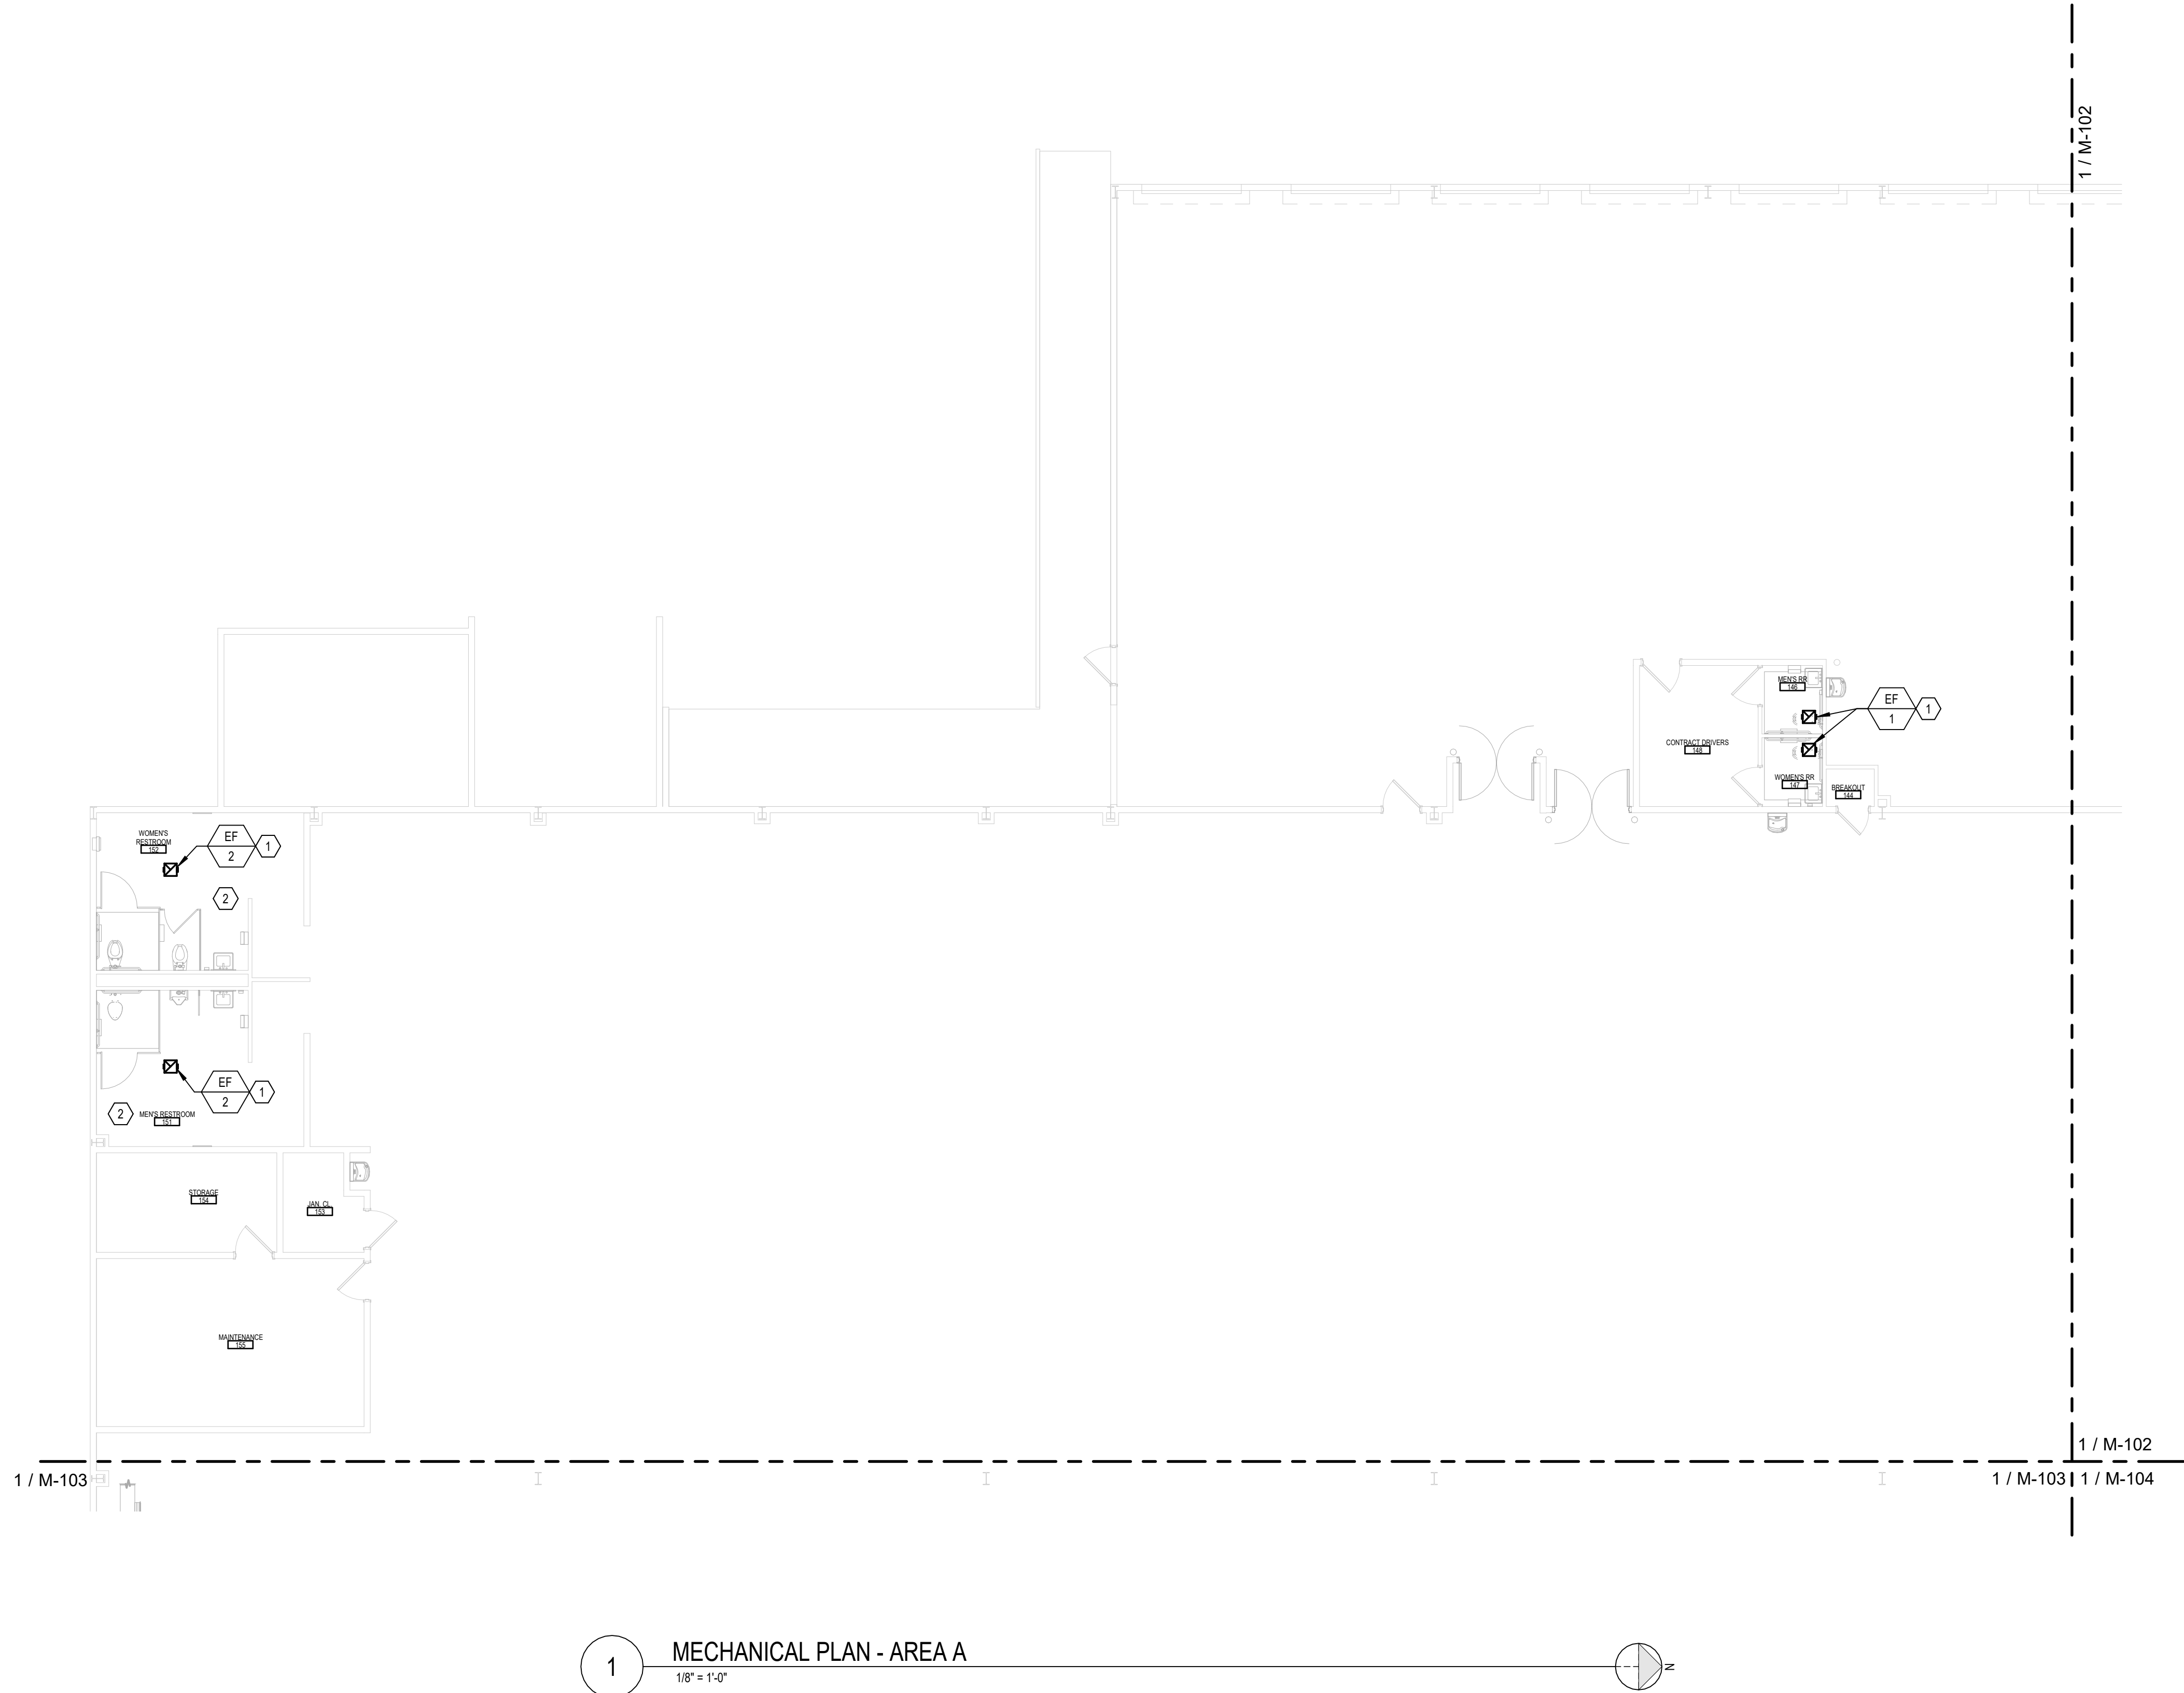 1 / M-102
MEN'S RR
146
EF
1
1
CONTRACT DRIVERS
148
WOMEN'S RR
147
BREAKOUT
144
WOMEN'S
RESTROOM
152
EF
2
1
2
EF
2
1
2
MEN'S RESTROOM
151
STORAGE
154
JAN. CL.
153
MAINTENANCE
155
1 / M-102
1 / M-103
1 / M-103
1 / M-104
1
MECHANICAL PLAN - AREA A
1/8" = 1'-0"
N